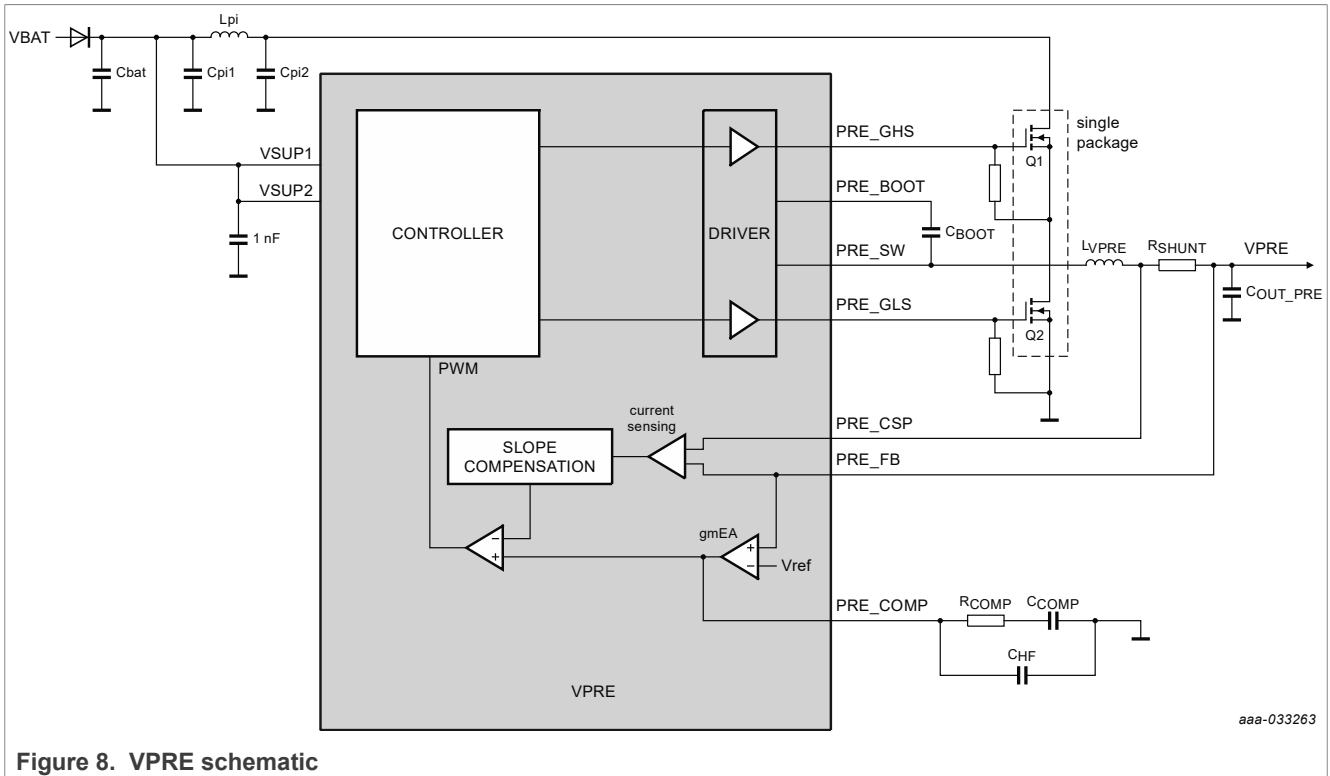 Lpi
VBAT
Cbat
Cpi1
Cpi2
PRE_GHS
single
package
Q1
VSUP1
VSUP2
PRE_BOOT
1 nF
CONTROLLER
DRIVER
CBOOT
PRE_SW
LVPRE
RSHUNT
VPRE
COUT_PRE
PRE_GLS
Q2
PWM
current
sensing
PRE_CSP
SLOPE
COMPENSATION
PRE_FB
gmEA
−
+
+
−
Vref
PRE_COMP
RCOMP
CCOMP
CHF
VPRE
aaa-033263
Figure 8. VPRE schematic